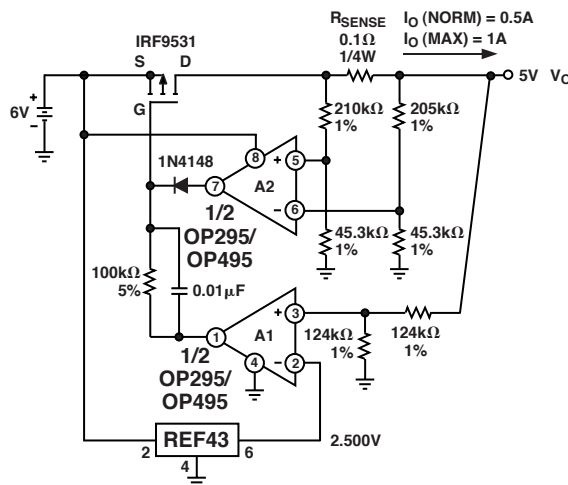 R_SENSE
0.1Ω
1/4W
I_O (NORM) = 0.5A
I_O (MAX) = 1A
IRF9531
S
D
G
6V
+
–
5V V_O
210kΩ
1%
205kΩ
1%
1N4148
8
+
5
7
A2
–
6
1/2
OP295/
OP495
45.3kΩ
1%
45.3kΩ
1%
100kΩ
5%
0.01µF
+
3
1
A1
4
–
2
124kΩ
1%
124kΩ
1%
1/2
OP295/
OP495
REF43
2
6
4
2.500V